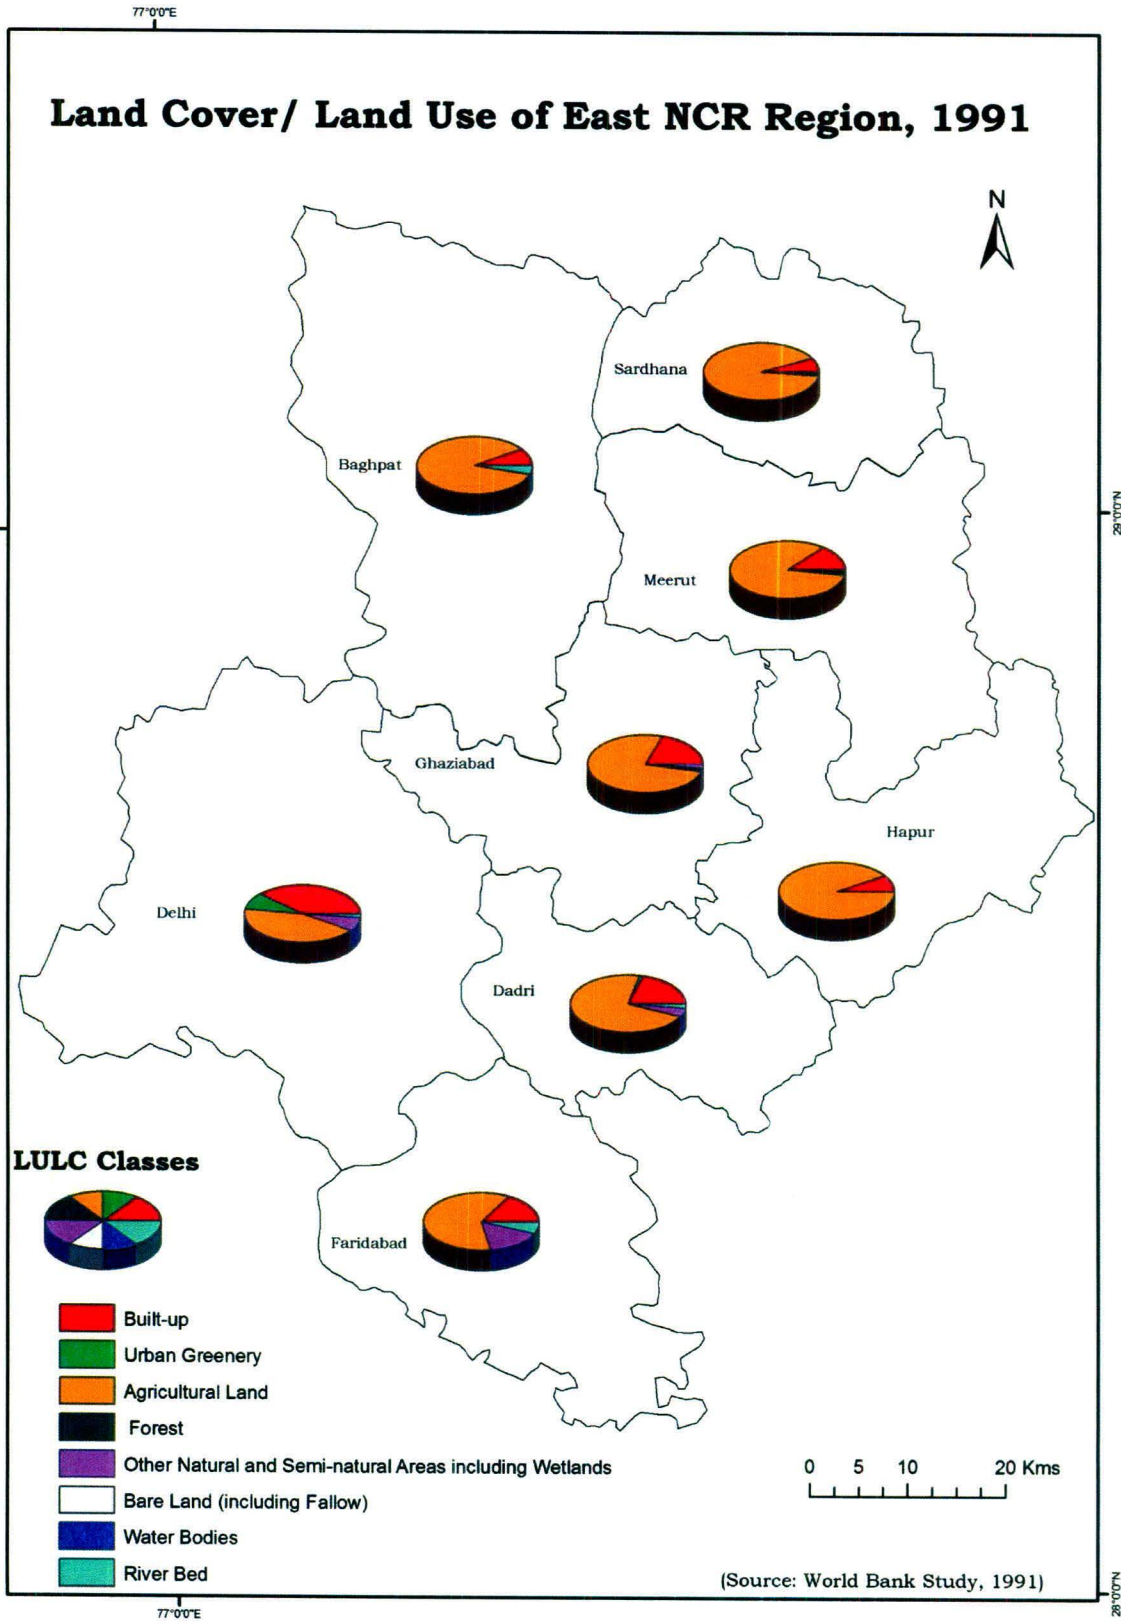 77°0'0"E
Land Cover/ Land Use of East NCR Region, 1991
N
Sardhana
Baghpat
29°0'0"N
Meerut
Ghaziabad
Hapur
Delhi
Dadri
LULC Classes
Faridabad
Built-up
Urban Greenery
Agricultural Land
Forest
Other Natural and Semi-natural Areas including Wetlands
0 5 10 20 Kms
Bare Land (including Fallow)
Water Bodies
River Bed
(Source: World Bank Study, 1991)
77°0'0"E
28°0'0"N